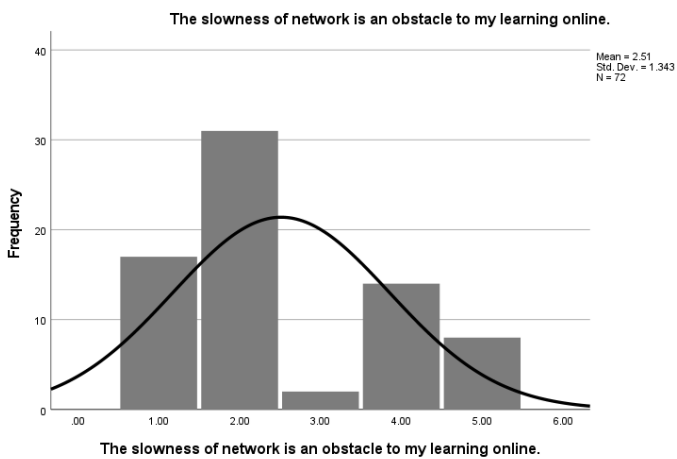 The slowness of network is an obstacle to my learning online.
Mean = 2.51
Std. Dev. = 1.343
N = 72
40
30
20
10
0
Frequency
.00
1.00
2.00
3.00
4.00
5.00
6.00
The slowness of network is an obstacle to my learning online.